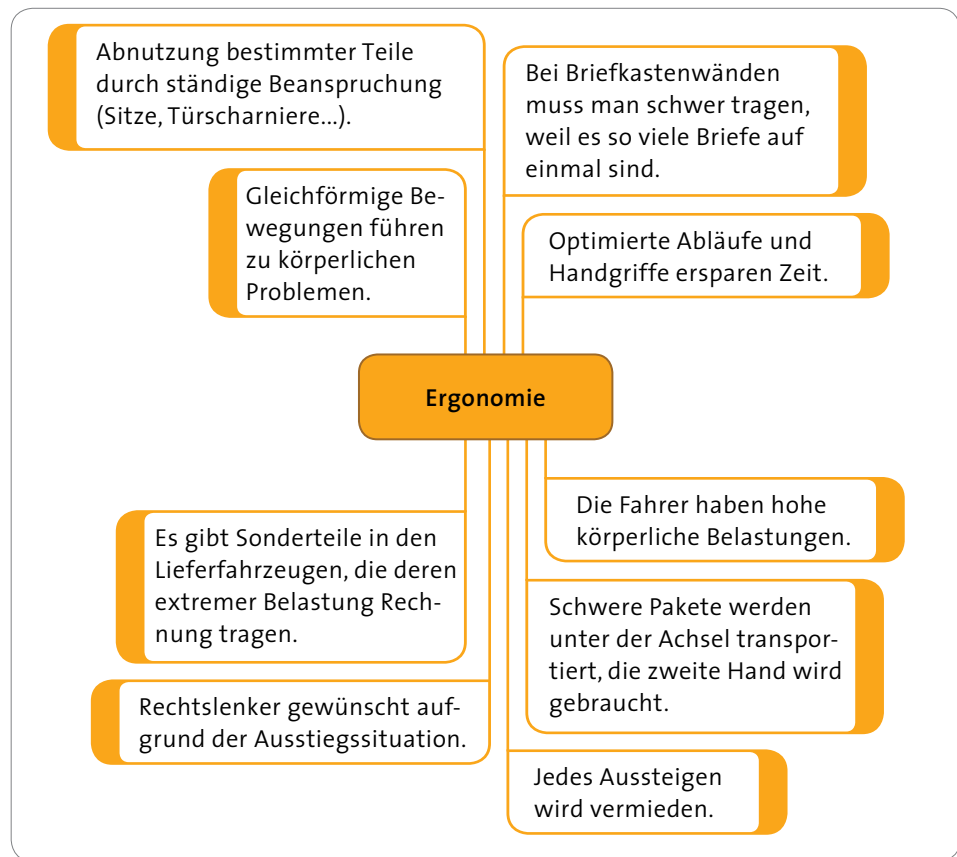 Abnutzung bestimmter Teile
durch ständige Beanspruchung
(Sitze, Türscharniere...).
Bei Briefkastenwänden
muss man schwer tragen,
weil es so viele Briefe auf
einmal sind.
Gleichförmige Be-
wegungen führen
zu körperlichen
Problemen.
Optimierte Abläufe und
Handgriffe ersparen Zeit.
Ergonomie
Es gibt Sonderteile in den
Lieferfahrzeugen, die deren
extremer Belastung Rech-
nung tragen.
Die Fahrer haben hohe
körperliche Belastungen.
Schwere Pakete werden
unter der Achsel transpor-
tiert, die zweite Hand wird
gebraucht.
Rechtslenker gewünscht auf-
grund der Ausstiegssituation.
Jedes Aussteigen
wird vermieden.